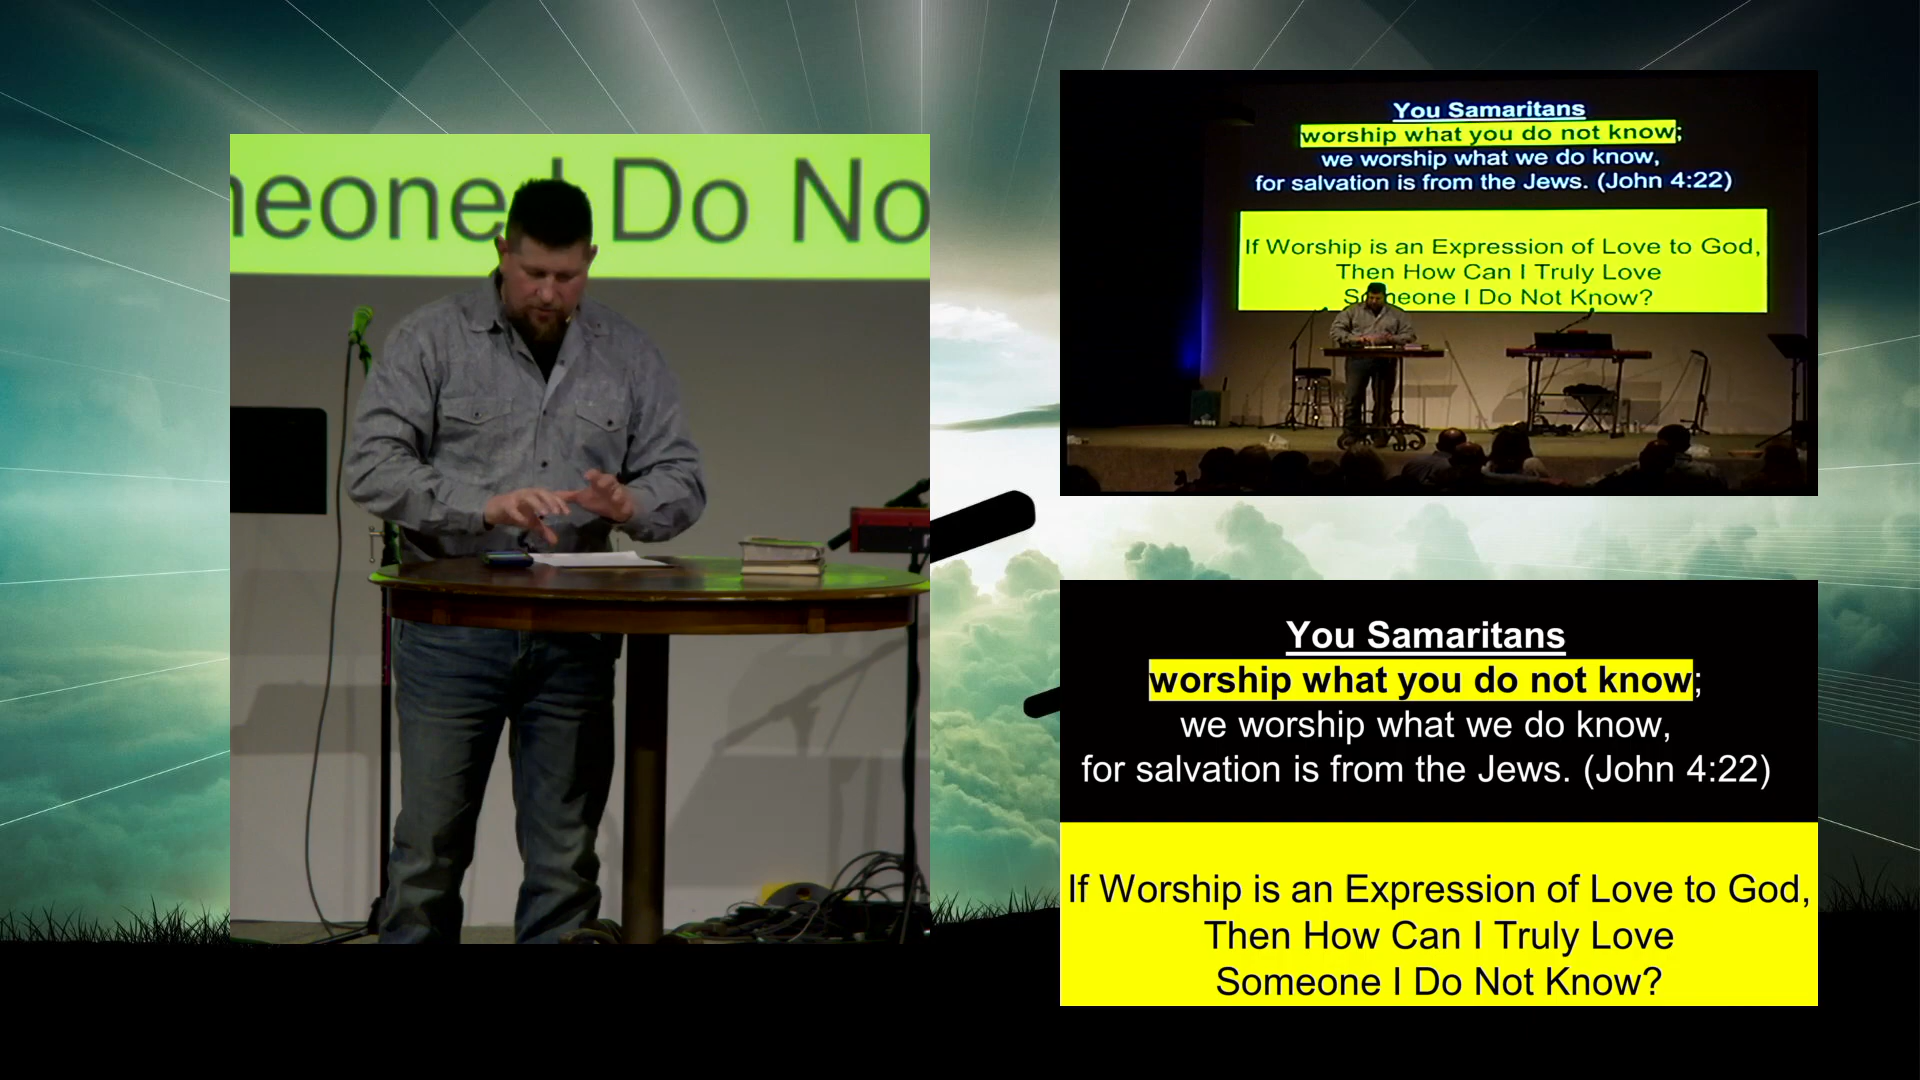 neone I Do No
You Samaritans
worship what you do not know;
we worship what we do know,
for salvation is from the Jews. (John 4:22)
If Worship is an Expression of Love to God,
Then How Can I Truly Love
Someone I Do Not Know?
You Samaritans
worship what you do not know;
we worship what we do know,
for salvation is from the Jews. (John 4:22)
If Worship is an Expression of Love to God,
Then How Can I Truly Love
Someone I Do Not Know?